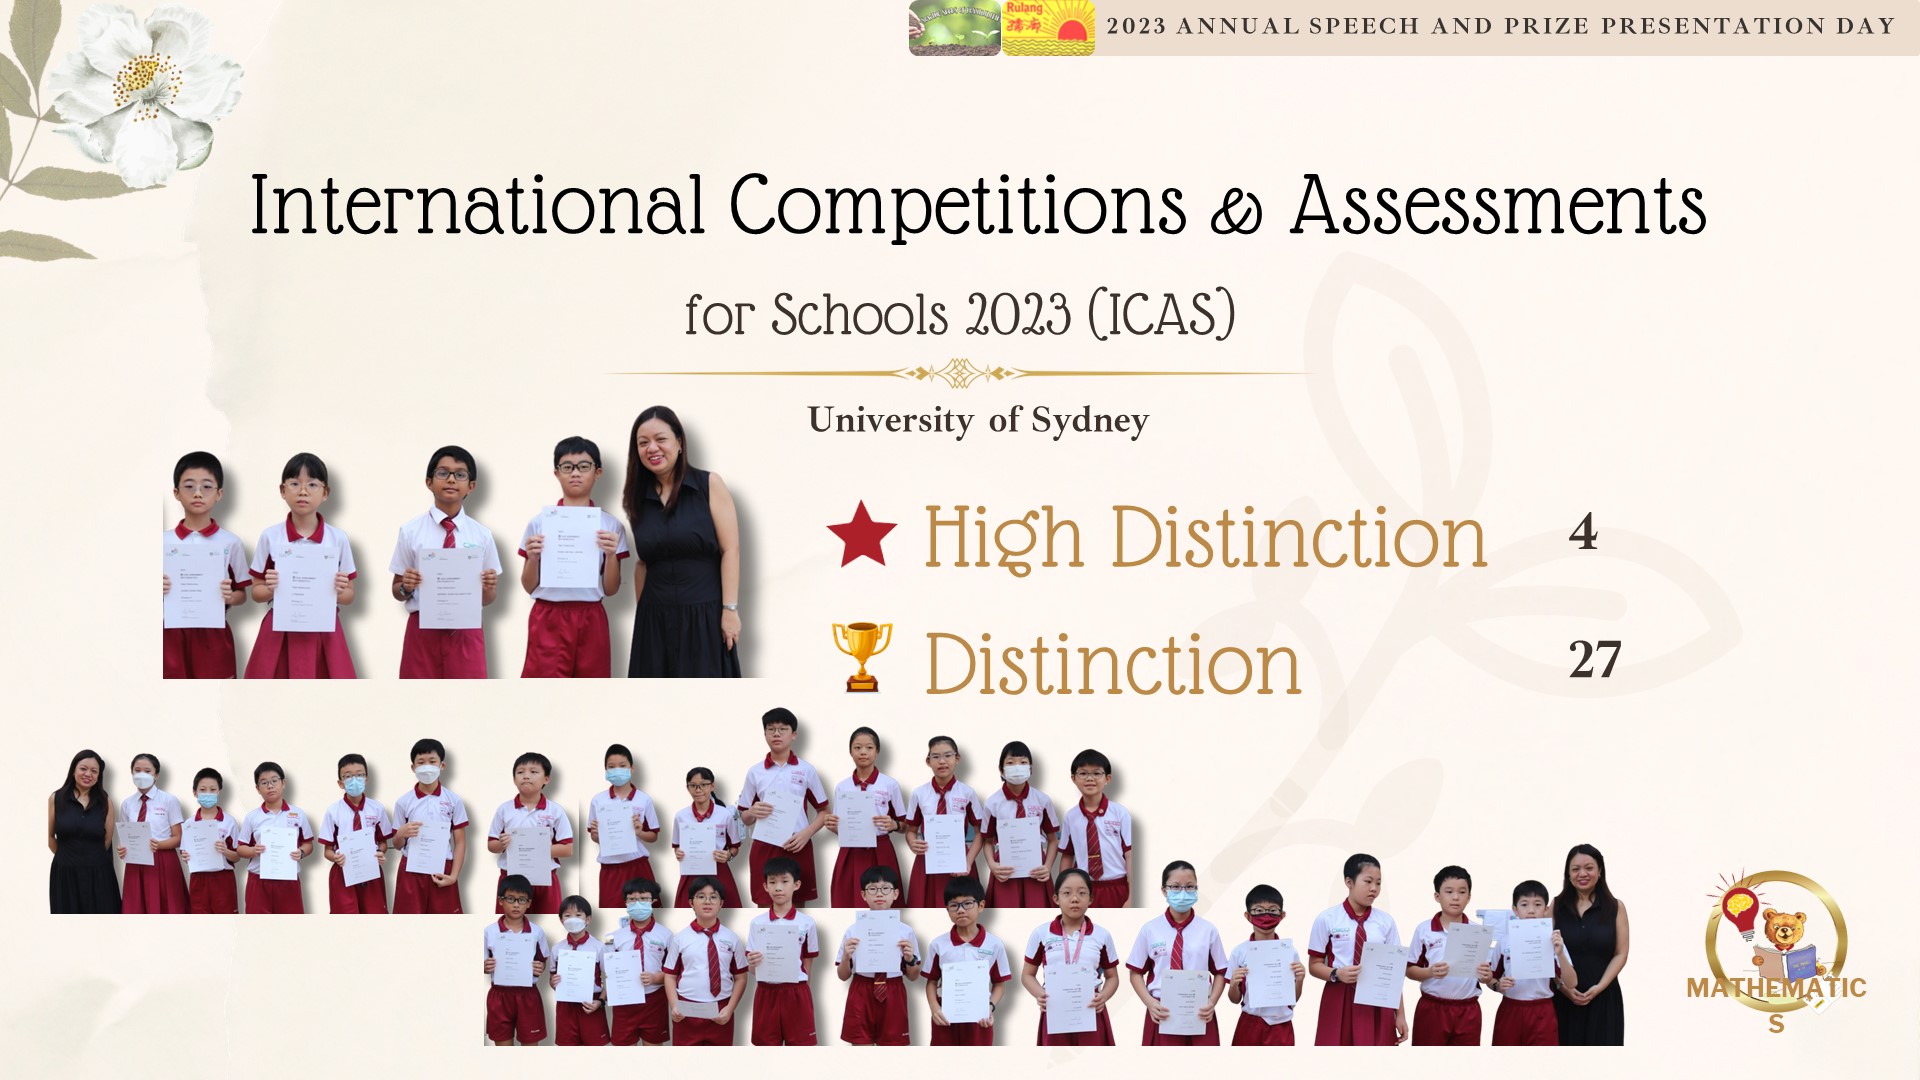 Rulang
2023 ANNUAL SPEECH AND PRIZE PRESENTATION DAY
International Competitions & Assessments
for Schools 2023 (ICAS)
University of Sydney
High Distinction 4
Distinction 27
MATHEMATIC
S